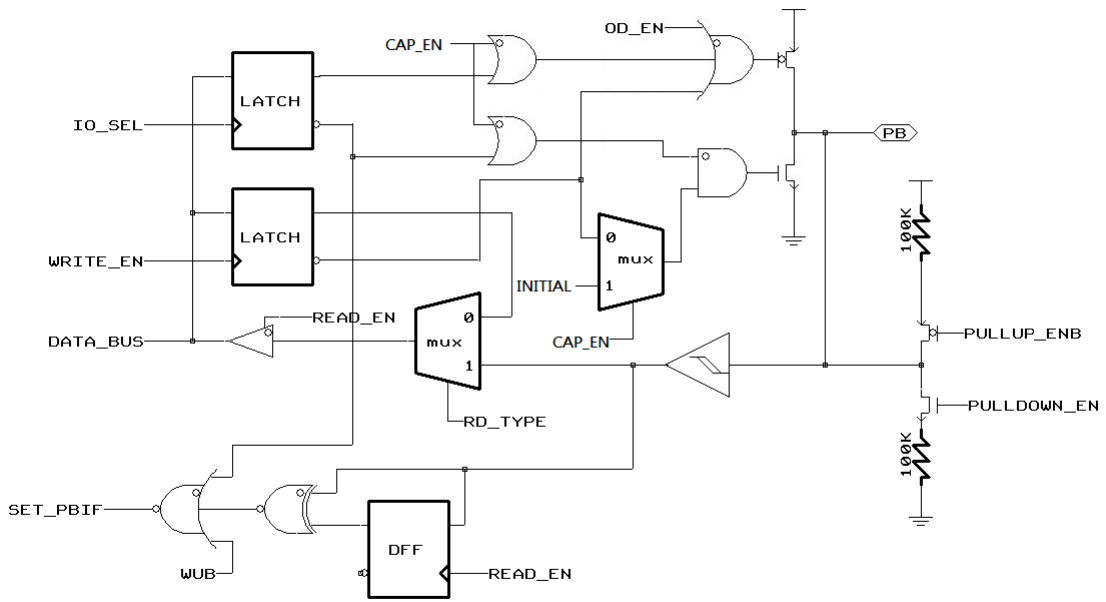 OD_EN
CAP_EN
LATCH
IO_SEL
PB
LATCH
100K
0
mux
WRITE_EN
INITIAL
1
READ_EN
0
CAP_EN
PULLUP_ENB
DATA_BUS
mux
1
PULLDOWN_EN
RD_TYPE
100K
SET_PBIF
DFF
WUB
READ_EN